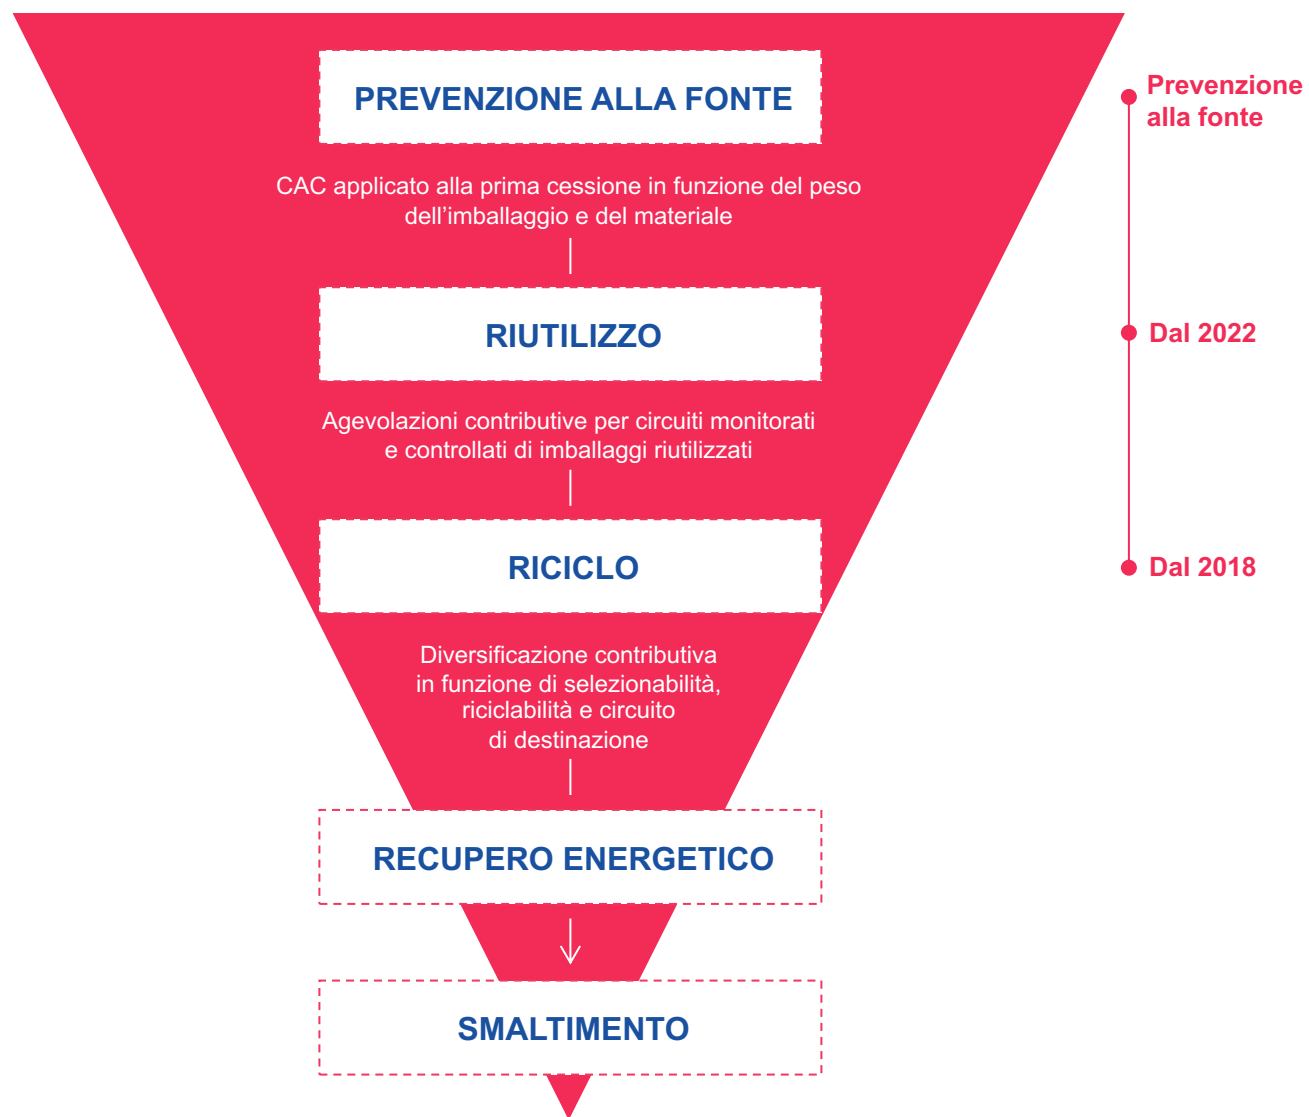 PREVENZIONE ALLA FONTE
Prevenzione
alla fonte
CAC applicato alla prima cessione in funzione del peso
dell’imballaggio e del materiale
RIUTILIZZO
Dal 2022
Agevolazioni contributive per circuiti monitorati
e controllati di imballaggi riutilizzati
RICICLO
Dal 2018
Diversificazione contributiva
in funzione di selezionabilità,
riciclabilità e circuito
di destinazione
RECUPERO ENERGETICO
SMALTIMENTO